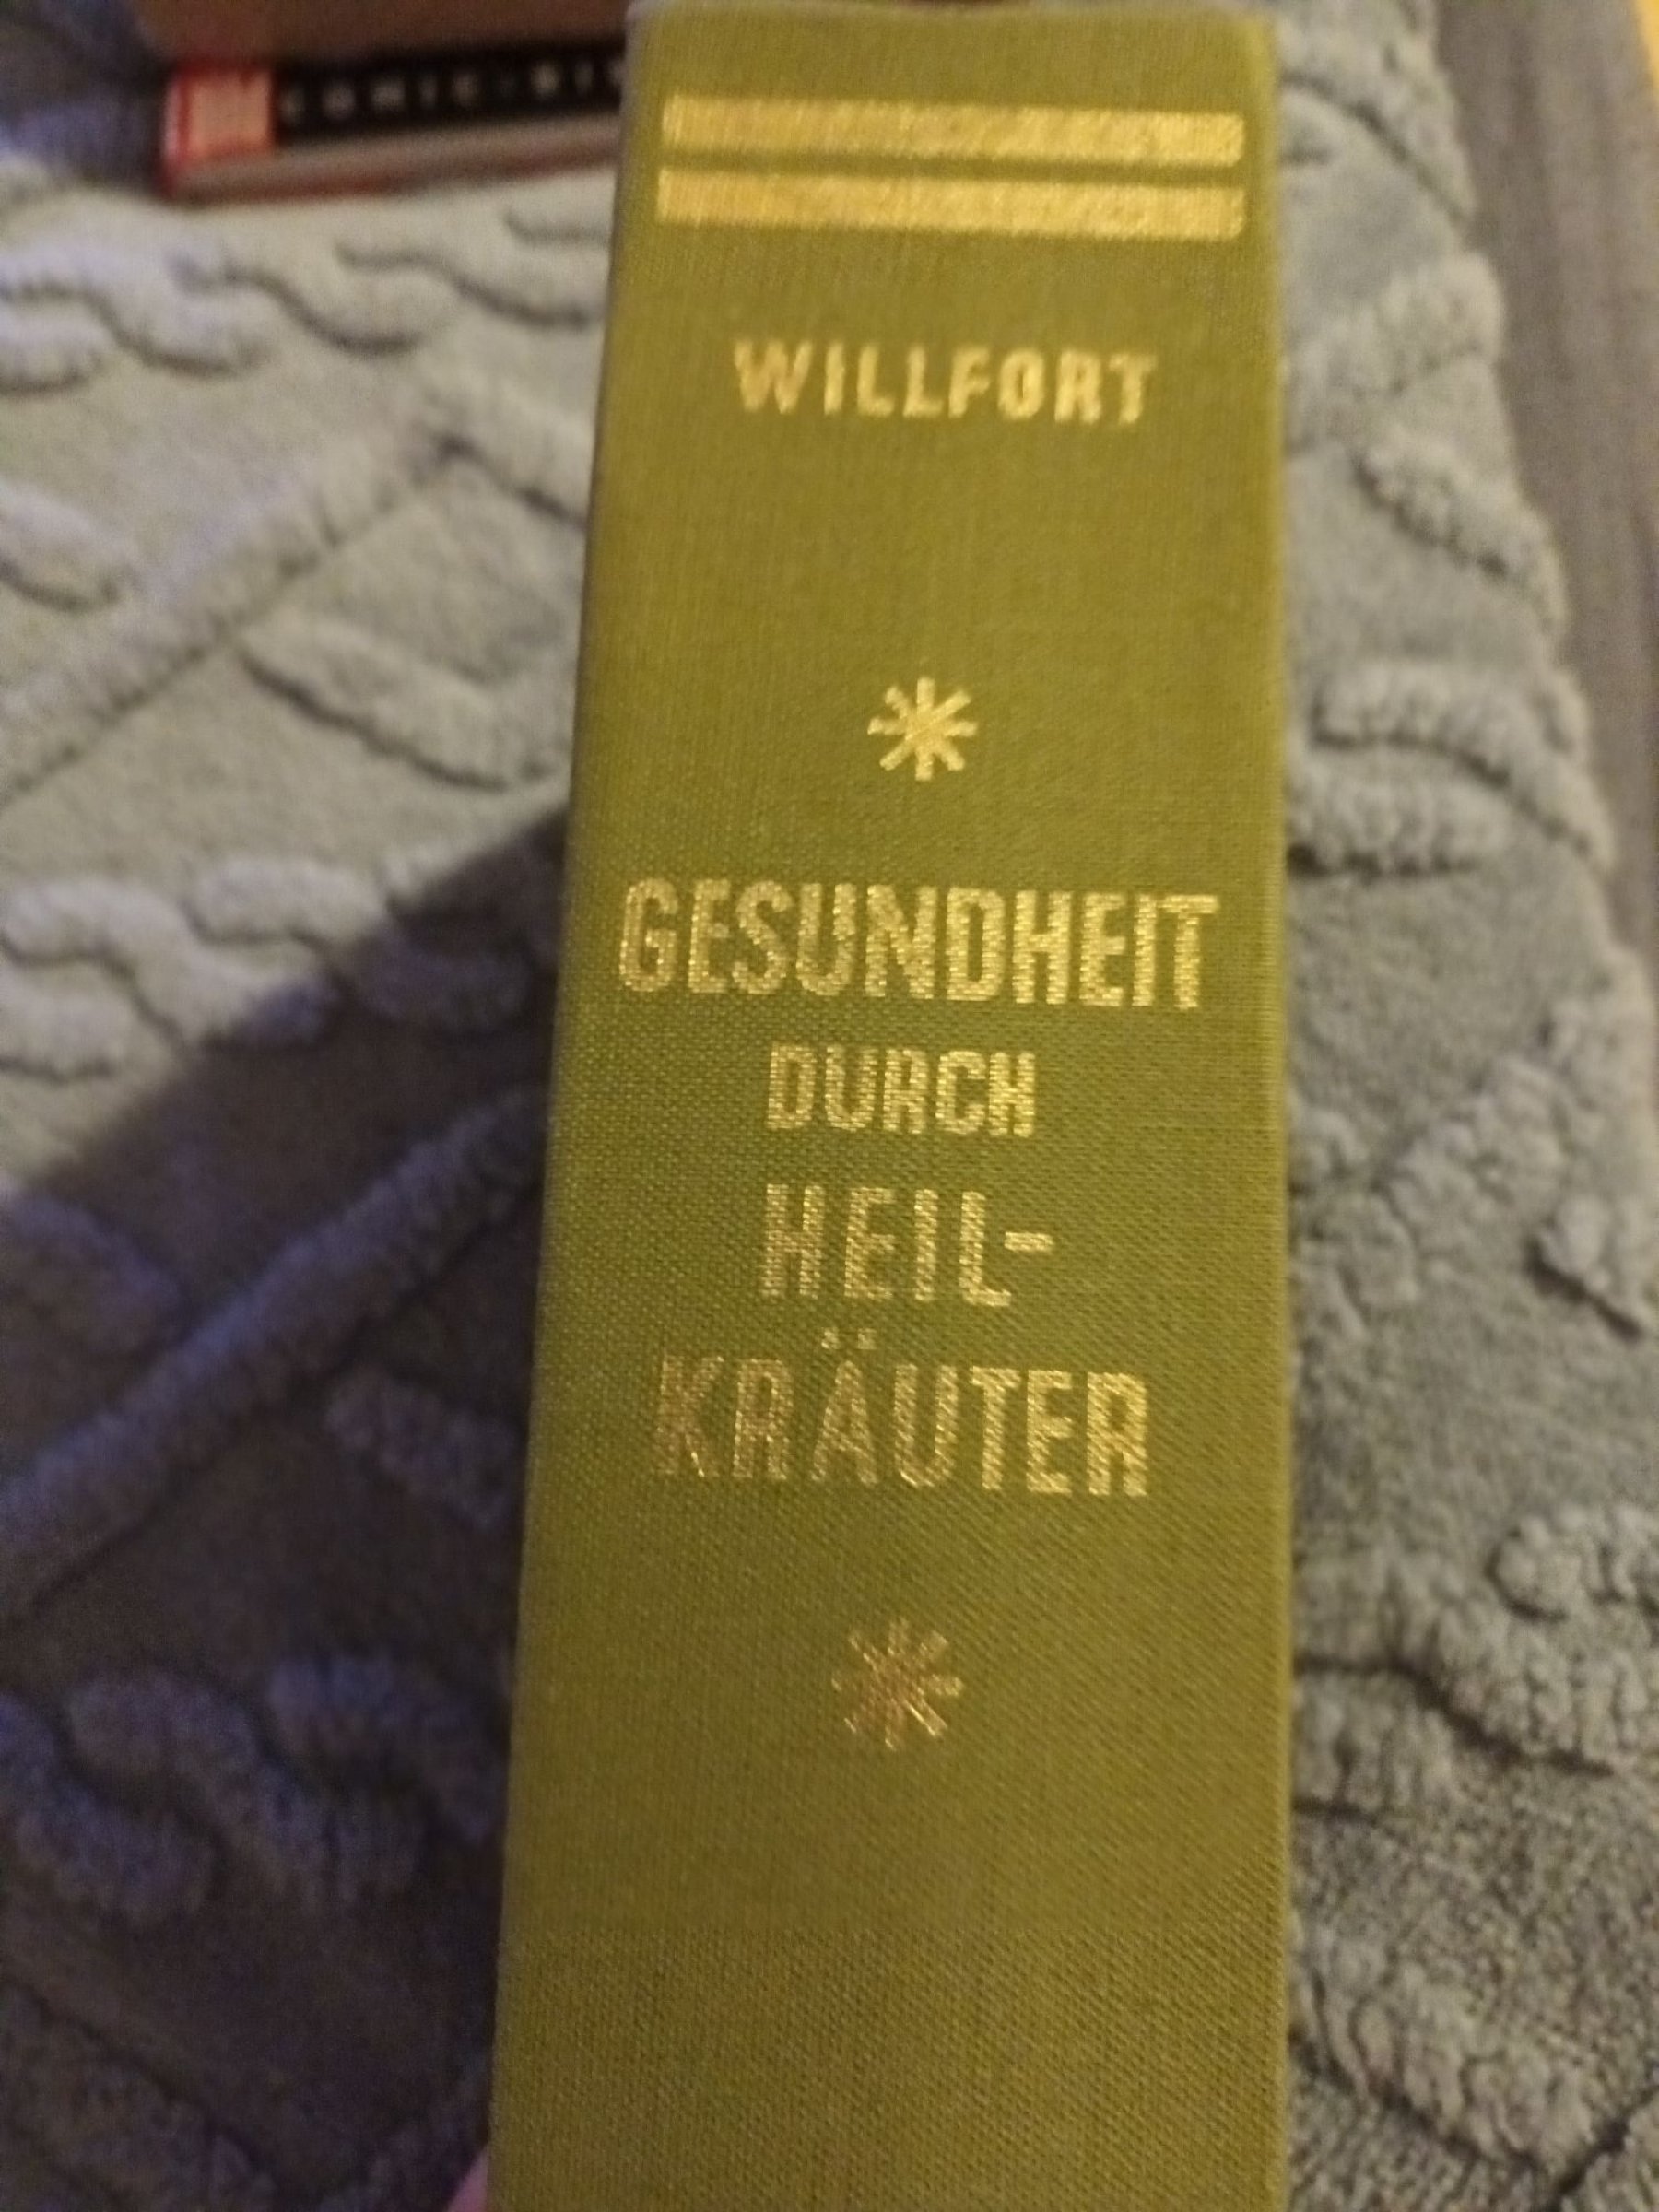 WILLFORT
GESUNDHEIT
DURCH
HEIL-
KRÄUTER